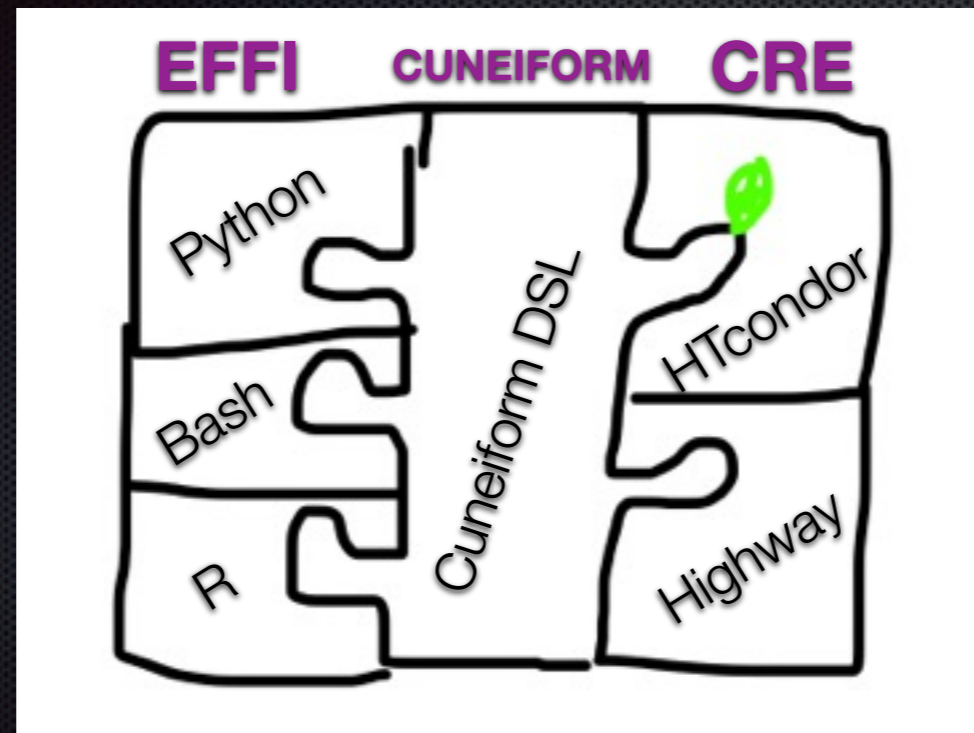 EFFI CUNEIFORM CRE
Python
Bash
R
Cuneiform DSL
HTcondor
Highway